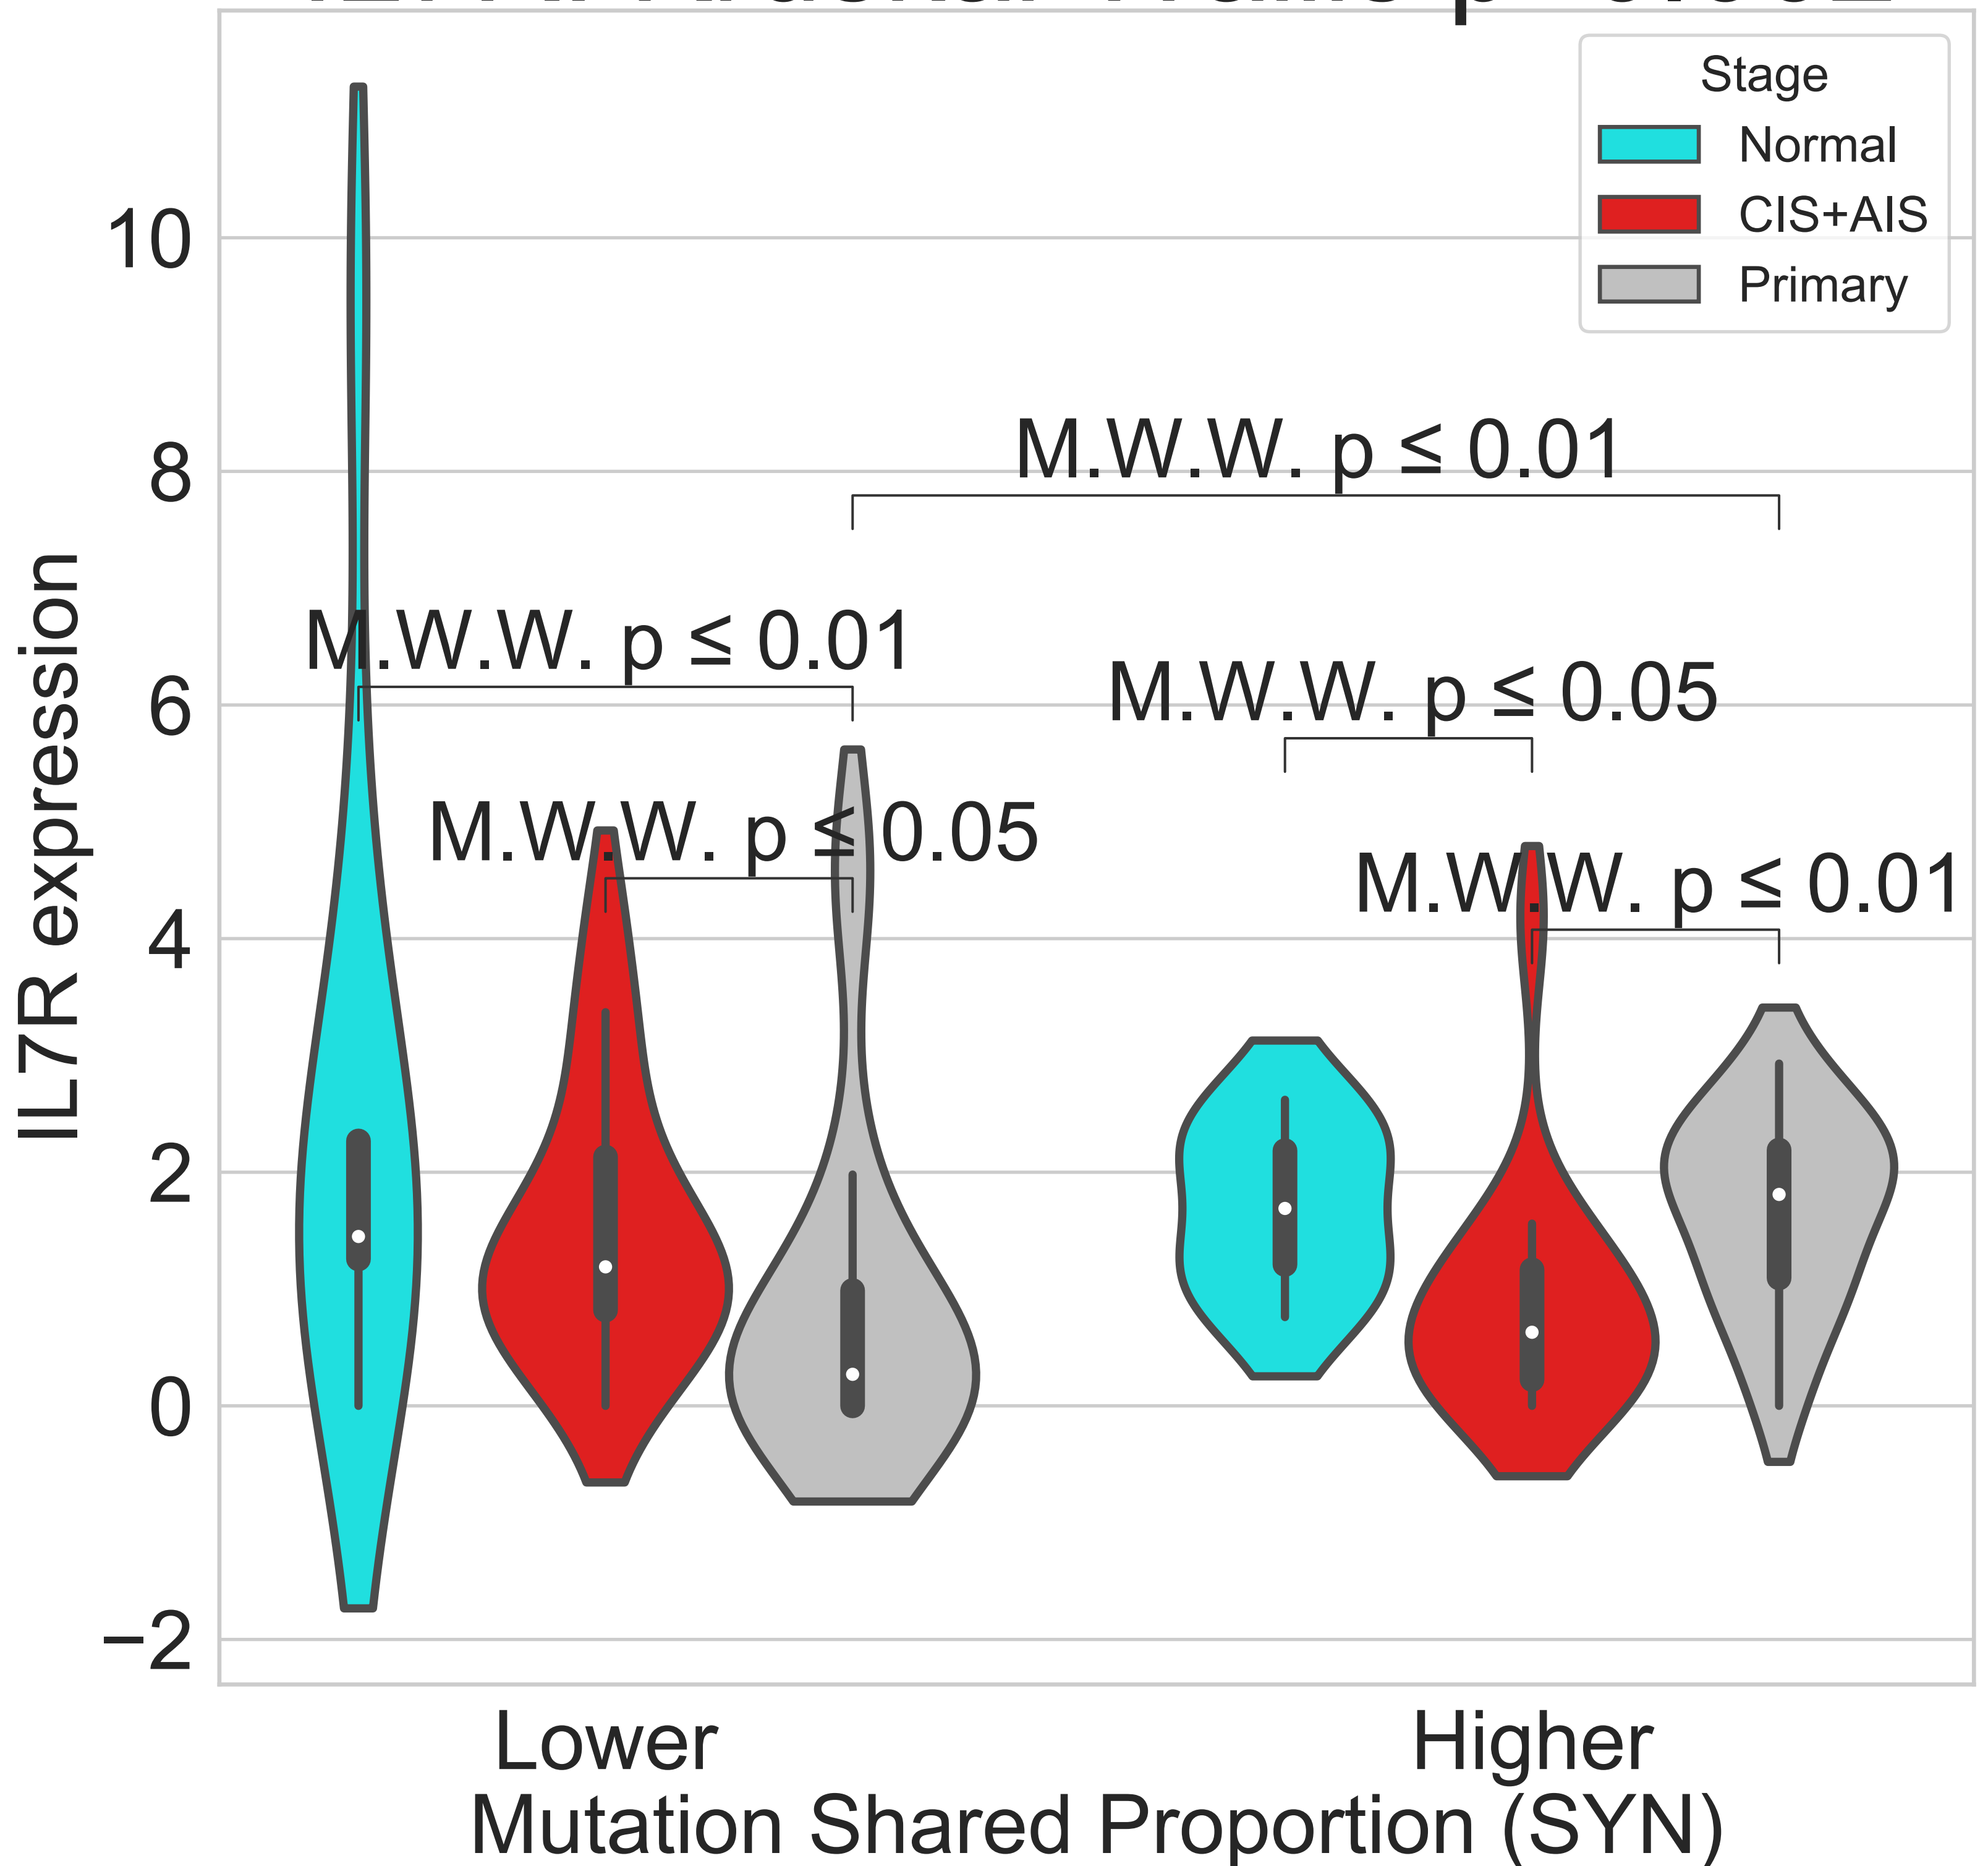 Stage
Normal
CIS+AIS
Primary
10
8
6
4
2
0
−2
IL7R expression
M.W.W. p ≤ 0.01
M.W.W. p ≤ 0.01
M.W.W. p ≤ 0.05
M.W.W. p ≤ 0.05
M.W.W. p ≤ 0.01
Lower
Higher
Mutation Shared Proportion (SYN)